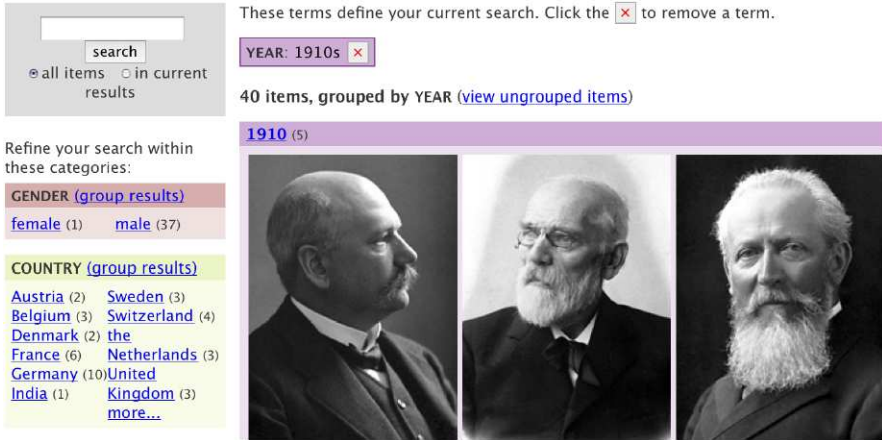 search
all items in current
results
Refine your search within
these categories:
GENDER (group results)
female (1) male (37)
COUNTRY (group results)
Austria (2) Sweden (3)
Belgium (3) Switzerland (4)
Denmark (2) the
France (6) Netherlands (3)
Germany (10) United
India (1) Kingdom (3)
more...
These terms define your current search. Click the × to remove a term.
YEAR: 1910s ×
40 items, grouped by YEAR (view ungrouped items)
1910 (5)